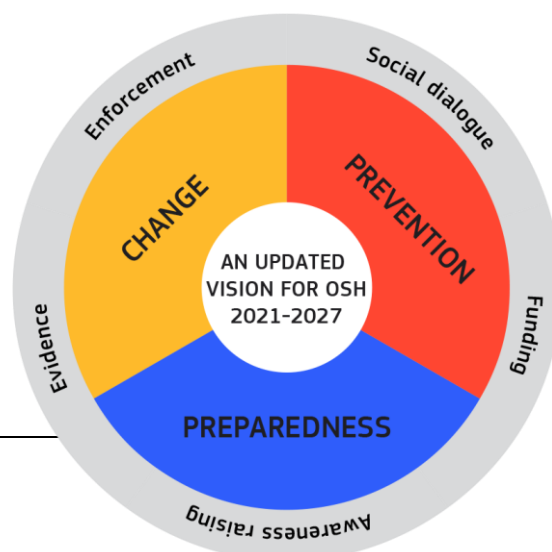 Enforcement
Social dialogue
CHANGE
PREVENTION
AN UPDATED
VISION FOR OSH
2021-2027
Evidence
Funding
PREPAREDNESS
Awareness raising